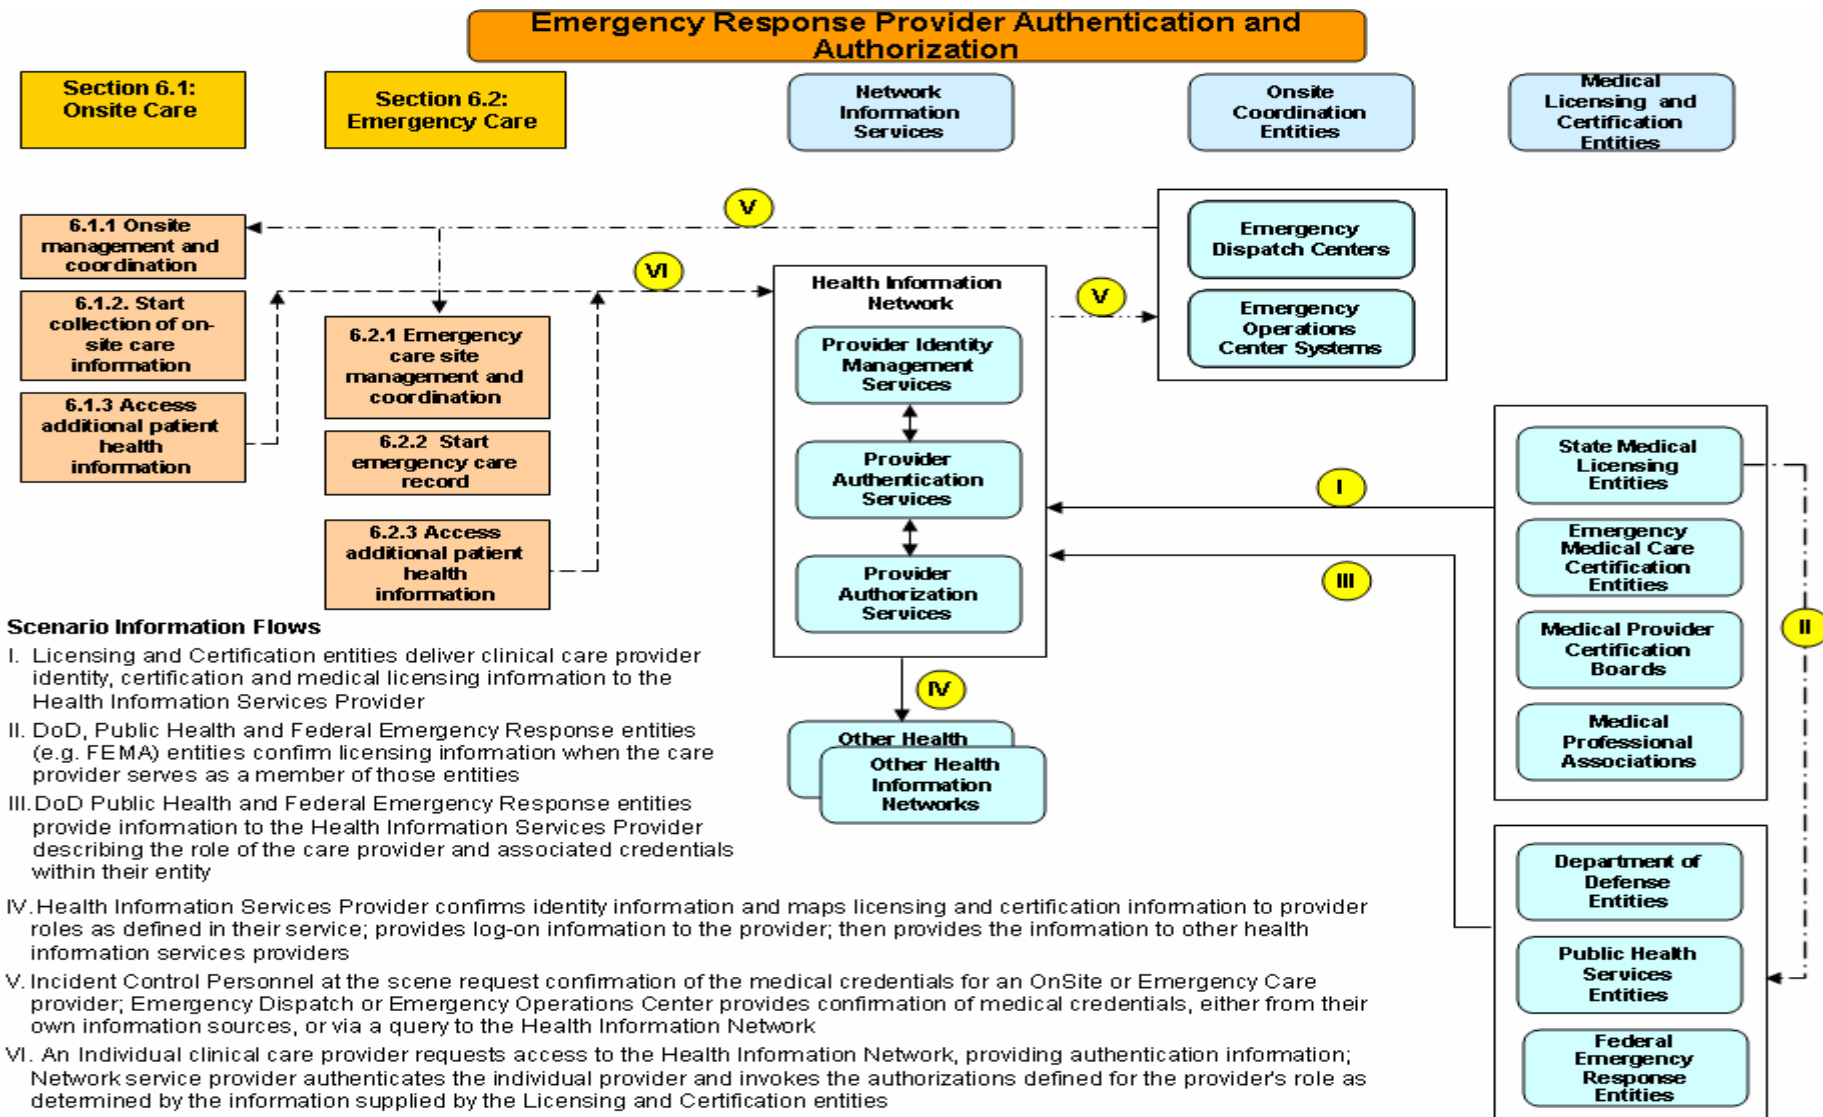 Emergency Response Provider Authentication and
Authorization
Section 6.1:
Onsite Care
Section 6.2:
Emergency Care
Network
Information
Services
Onsite
Coordination
Entities
Medical
Licensing and
Certification
Entities
V
6.1.1 Onsite
management and
coordination
Emergency
Dispatch Centers
VI
6.1.2. Start
collection of on-
site care
information
Health Information
Network
V
Emergency
Operations
Center Systems
6.2.1 Emergency
care site
management and
coordination
Provider Identity
Management
Services
6.1.3 Access
additional patient
health
information
6.2.2 Start
emergency care
record
Provider
Authentication
Services
I
State Medical
Licensing
Entities
6.2.3 Access
additional patient
health
information
Provider
Authorization
Services
III
Emergency
Medical Care
Certification
Entities
II
Medical Provider
Certification
Boards
IV
Medical
Professional
Associations
Other Health
Other Health
Information
Networks
Department of
Defense
Entities
Public Health
Services
Entities
Federal
Emergency
Response
Entities
Scenario Information Flows
I. Licensing and Certification entities deliver clinical care provider
identity, certification and medical licensing information to the
Health Information Services Provider
II. DoD, Public Health and Federal Emergency Response entities
(e.g. FEMA) entities confirm licensing information when the care
provider serves as a member of those entities
III. DoD Public Health and Federal Emergency Response entities
provide information to the Health Information Services Provider
describing the role of the care provider and associated credentials
within their entity
IV. Health Information Services Provider confirms identity information and maps licensing and certification information to provider
roles as defined in their service; provides log-on information to the provider; then provides the information to other health
information services providers
V. Incident Control Personnel at the scene request confirmation of the medical credentials for an OnSite or Emergency Care
provider; Emergency Dispatch or Emergency Operations Center provides confirmation of medical credentials, either from their
own information sources, or via a query to the Health Information Network
VI. An Individual clinical care provider requests access to the Health Information Network, providing authentication information;
Network service provider authenticates the individual provider and invokes the authorizations defined for the provider's role as
determined by the information supplied by the Licensing and Certification entities